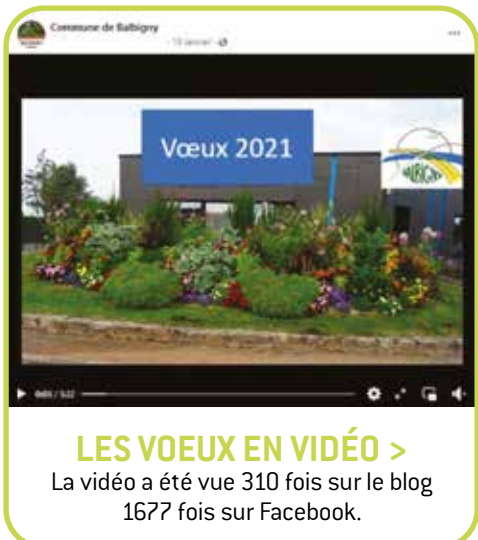 Commune de Balbigny
Vœux 2021
BALBIGNY
LES VOEUX EN VIDÉO >
La vidéo a été vue 310 fois sur le blog
1677 fois sur Facebook.